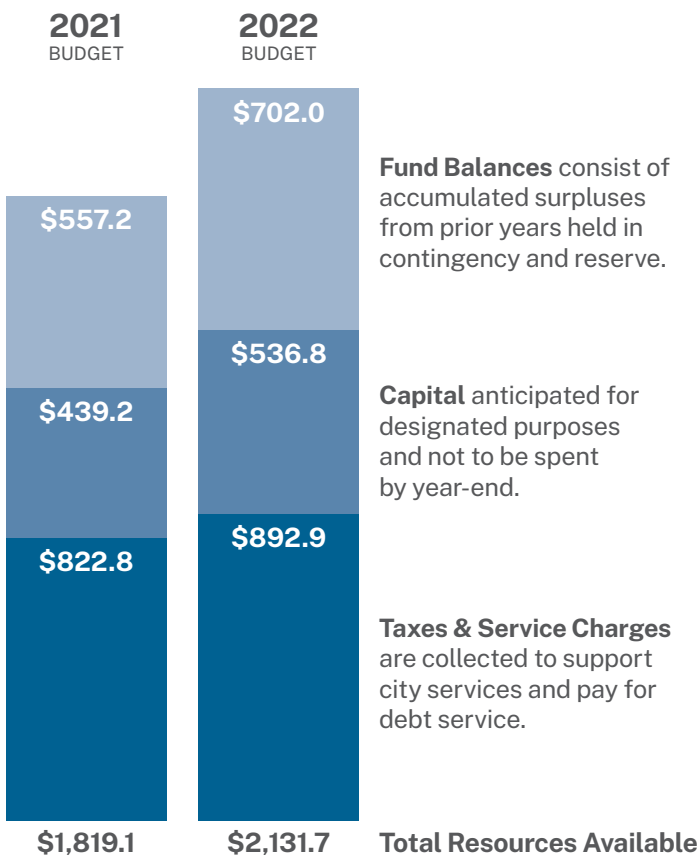 2021
BUDGET
2022
BUDGET
$557.2
$702.0
Fund Balances consist of
accumulated surpluses
from prior years held in
contingency and reserve.
$439.2
$536.8
Capital anticipated for
designated purposes
and not to be spent
by year-end.
$822.8
$892.9
Taxes & Service Charges
are collected to support
city services and pay for
debt service.
$1,819.1
$2,131.7
Total Resources Available